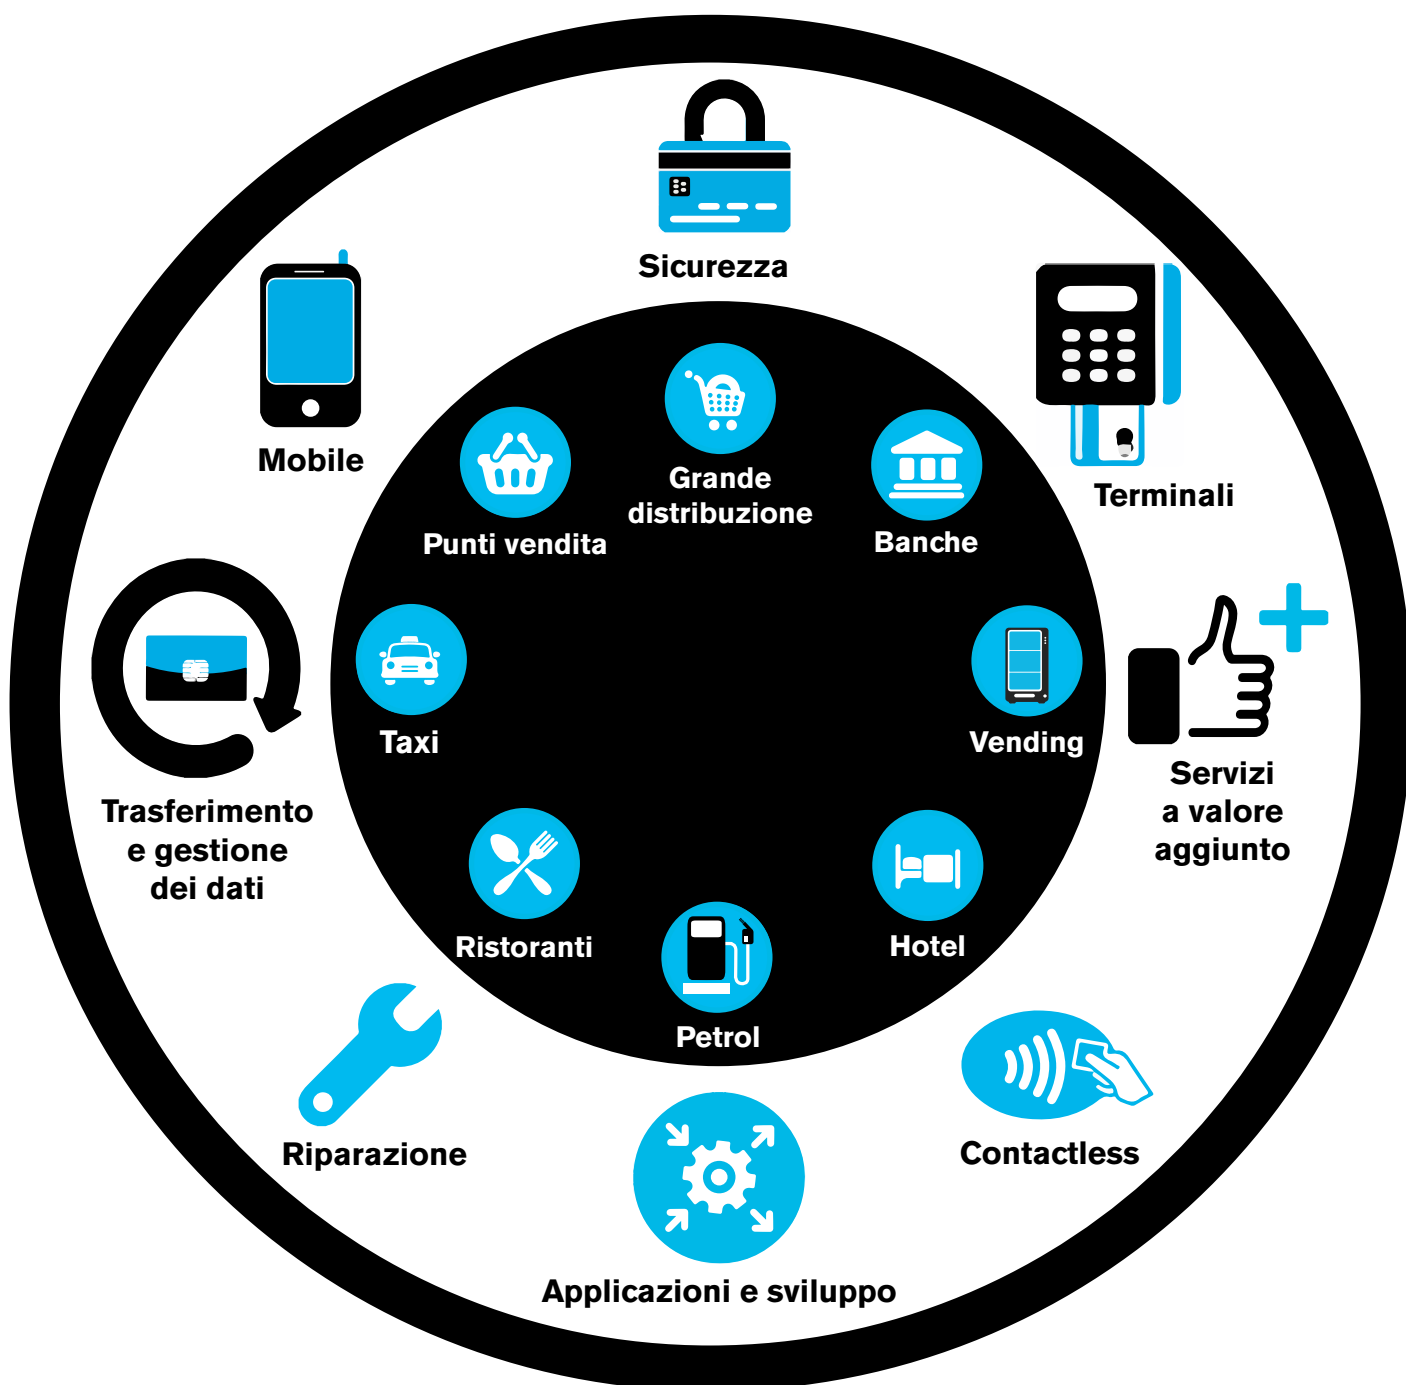 Sicurezza
Mobile
Terminali
Grande
distribuzione
Punti vendita
Banche
Taxi
Vending
Trasferimento
e gestione
dei dati
Servizi
a valore
aggiunto
Ristoranti
Hotel
Petrol
Riparazione
Contactless
Applicazioni e sviluppo